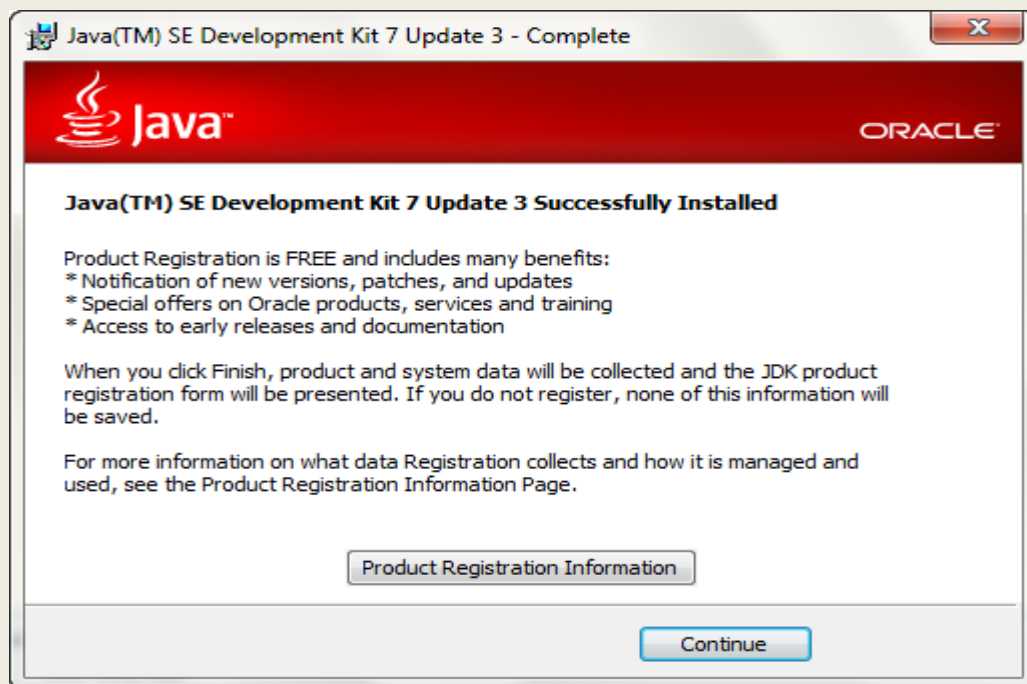 Java(TM) SE Development Kit 7 Update 3 - Complete
Java™
ORACLE
Java(TM) SE Development Kit 7 Update 3 Successfully Installed
Product Registration is FREE and includes many benefits:
* Notification of new versions, patches, and updates
* Special offers on Oracle products, services and training
* Access to early releases and documentation
When you click Finish, product and system data will be collected and the JDK product
registration form will be presented. If you do not register, none of this information will
be saved.
For more information on what data Registration collects and how it is managed and
used, see the Product Registration Information Page.
Product Registration Information
Continue